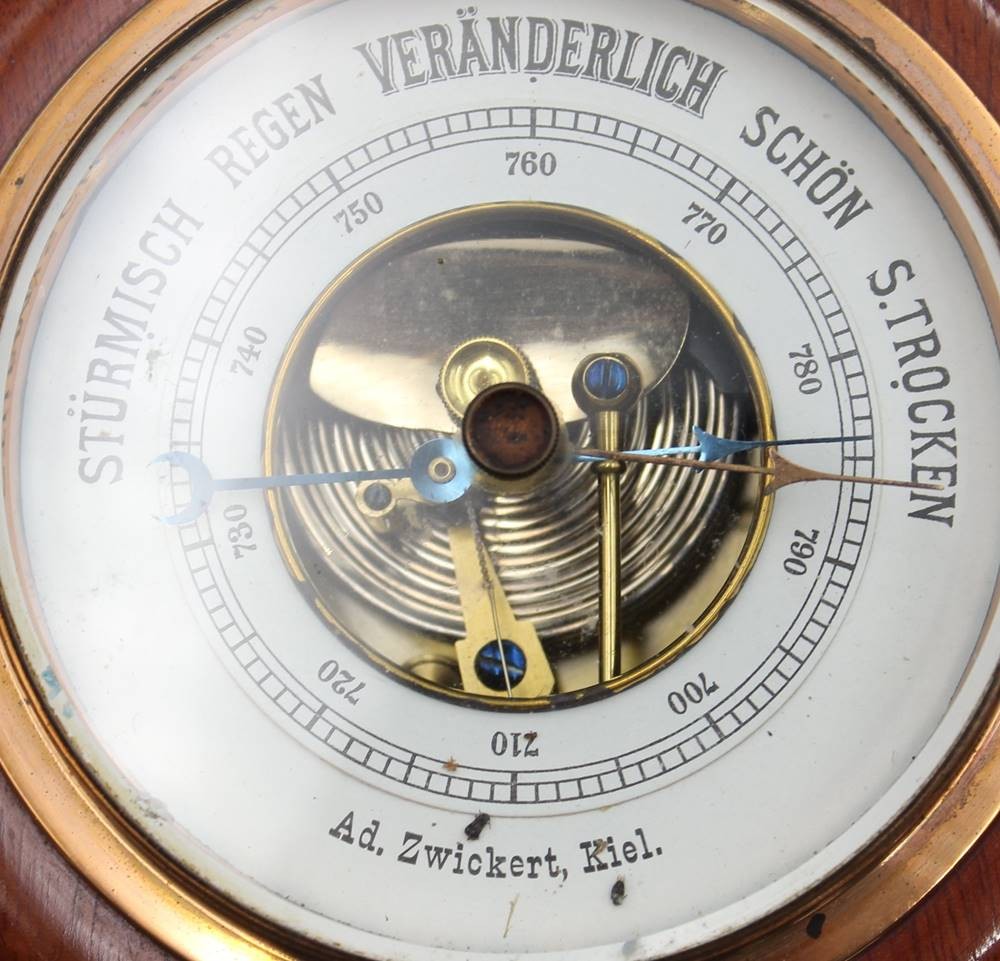 STÜRMISCH REGEN VERÄNDERLICH SCHÖN S.TROCKEN
700 710 720 730 740 750 760 770 780 790
Ad. Zwickert, Kiel.